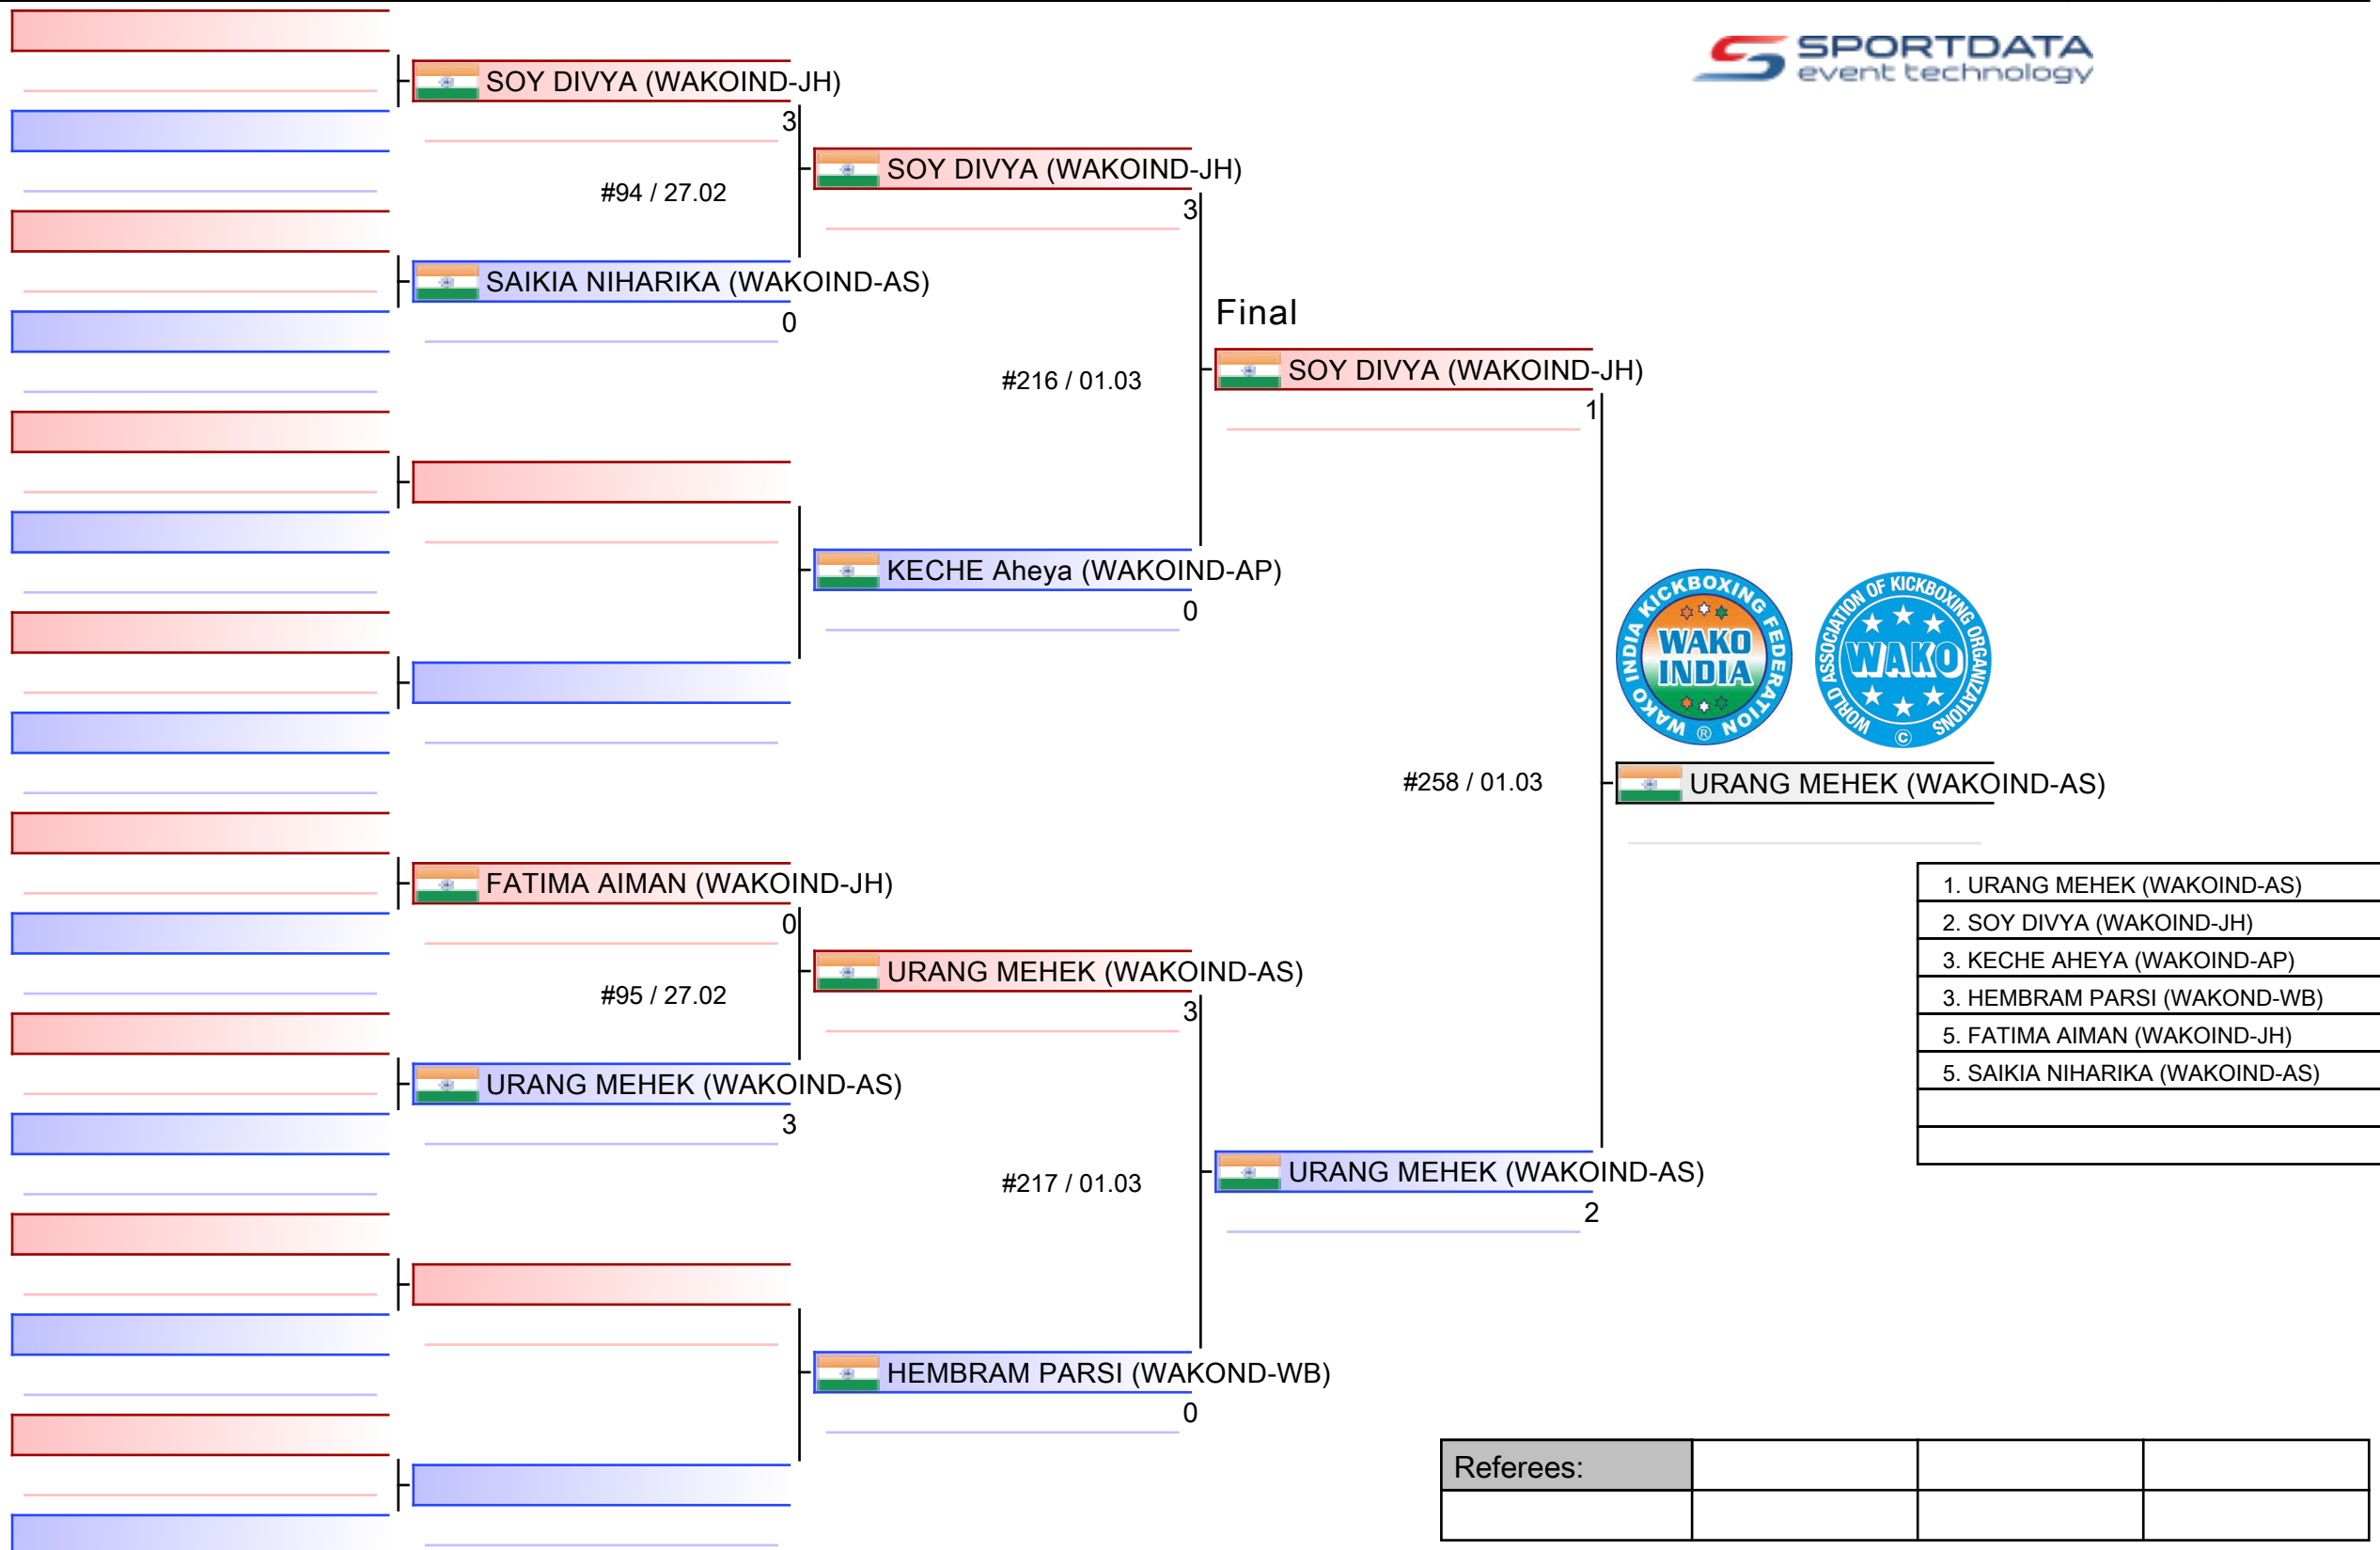 SPORTDATA
event technology
SOY DIVYA (WAKOIND-JH)
3
#94 / 27.02
SAIKIA NIHARIKA (WAKOIND-AS)
0
SOY DIVYA (WAKOIND-JH)
3
#216 / 01.03
KECHE Aheya (WAKOIND-AP)
0
Final
SOY DIVYA (WAKOIND-JH)
1
#258 / 01.03
WAKO INDIA KICKBOXING FEDERATION
WAKO
INDIA
®
WORLD ASSOCIATION OF KICKBOXING ORGANIZATIONS
WAKO
©
URANG MEHEK (WAKOIND-AS)
FATIMA AIMAN (WAKOIND-JH)
0
#95 / 27.02
URANG MEHEK (WAKOIND-AS)
3
URANG MEHEK (WAKOIND-AS)
3
#217 / 01.03
HEMBRAM PARSI (WAKOND-WB)
0
URANG MEHEK (WAKOIND-AS)
2
1. URANG MEHEK (WAKOIND-AS)
2. SOY DIVYA (WAKOIND-JH)
3. KECHE AHEYA (WAKOIND-AP)
3. HEMBRAM PARSI (WAKOND-WB)
5. FATIMA AIMAN (WAKOIND-JH)
5. SAIKIA NIHARIKA (WAKOIND-AS)
Referees: